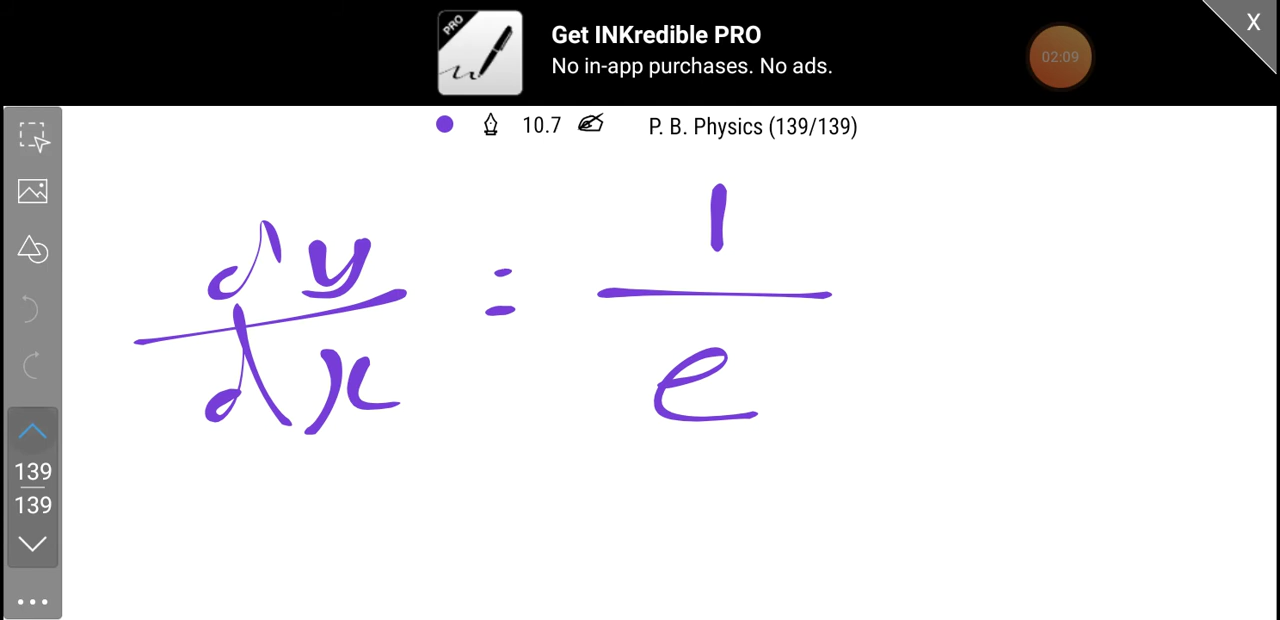 PRO
Get INKredible PRO
No in-app purchases. No ads.
02:09
X
10.7 P. B. Physics (139/139)
dy/dx = 1/e
139
139